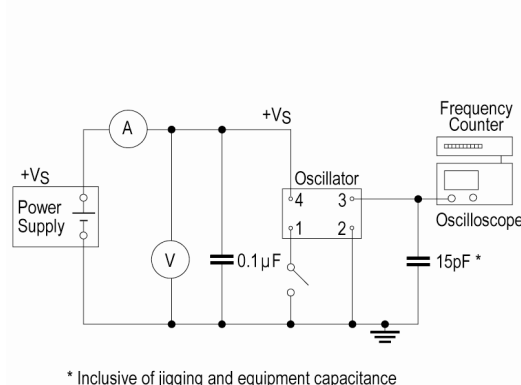 Frequency
Counter
+VS
A
+VS
Oscillator
4 3
1 2
Power
Supply
Oscilloscope
V
0.1µF
15pF *
* Inclusive of jigging and equipment capacitance